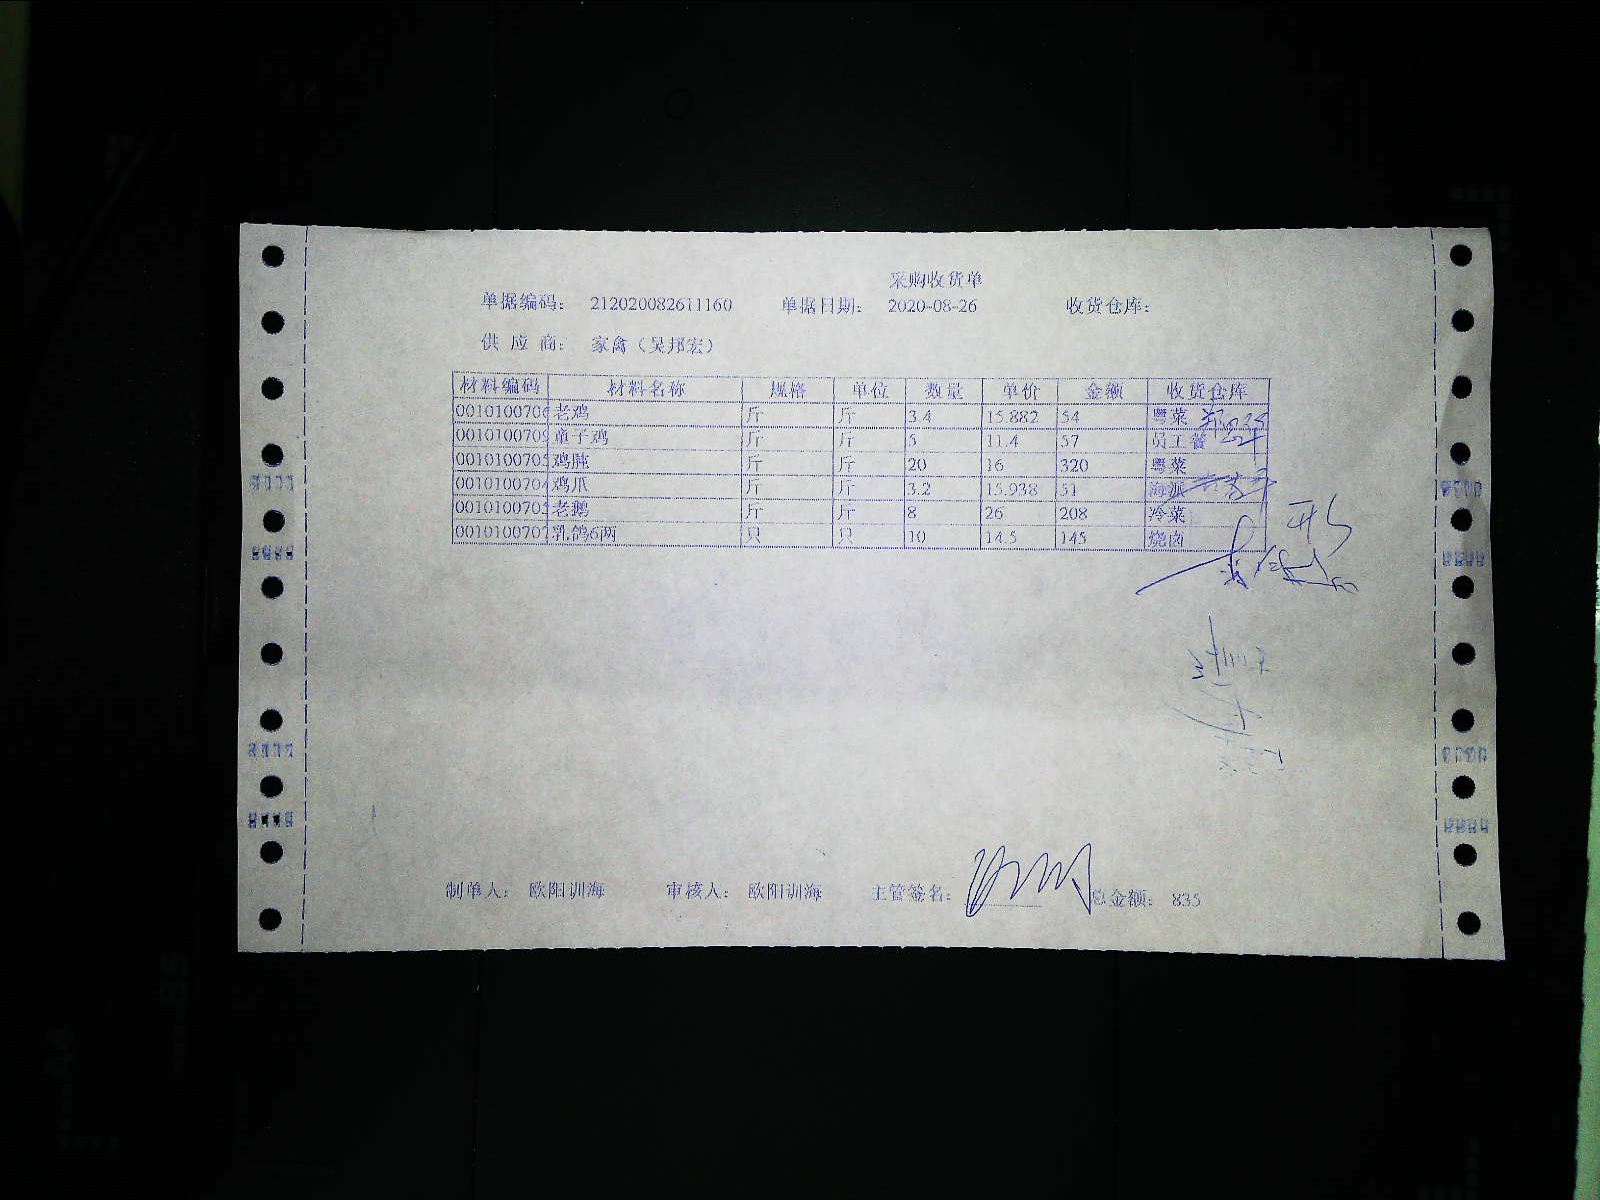 采购收货单
单据编码： 212020082611160 单据日期： 2020-08-26 收货仓库：
供 应 商： 家禽（吴邦宏）
材料编码 材料名称 规格 单位 数量 单价 金额 收货仓库
0010100706 老鸡 斤 斤 3.4 15.882 54 粤菜
0010100709 童子鸡 斤 斤 5 11.4 57 员工餐
001010070 鸡肫 斤 斤 20 16 320 粤菜
0010100704 鸡爪 斤 斤 3.2 15.938 51 海派
001010070 老鹅 斤 斤 8 26 208 冷菜
0010100707 乳鸽6两 只 只 10 14.5 145 烧卤
制单人： 欧阳训海 审核人： 欧阳训海 主管签名： 总金额： 835